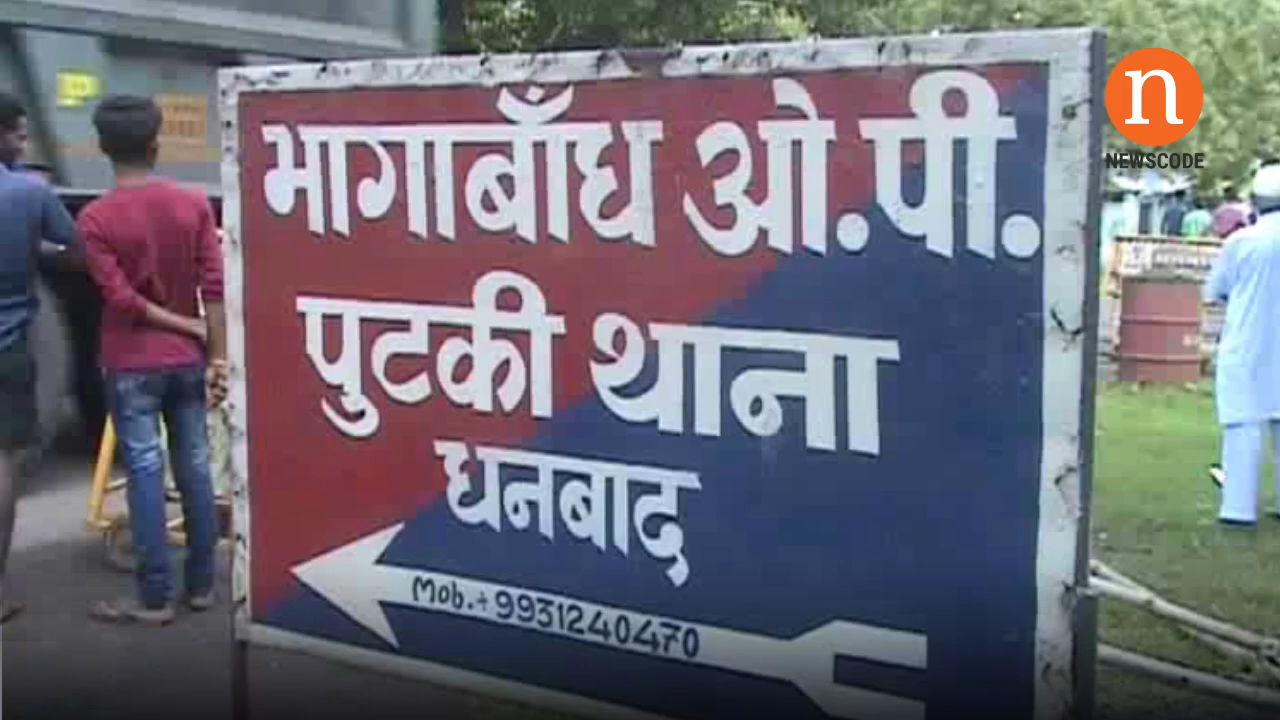 भागाबाँध ओ.पी.
पुटकी थाना
धनबाद
Mob.+9931240470
n
NEWSCODE